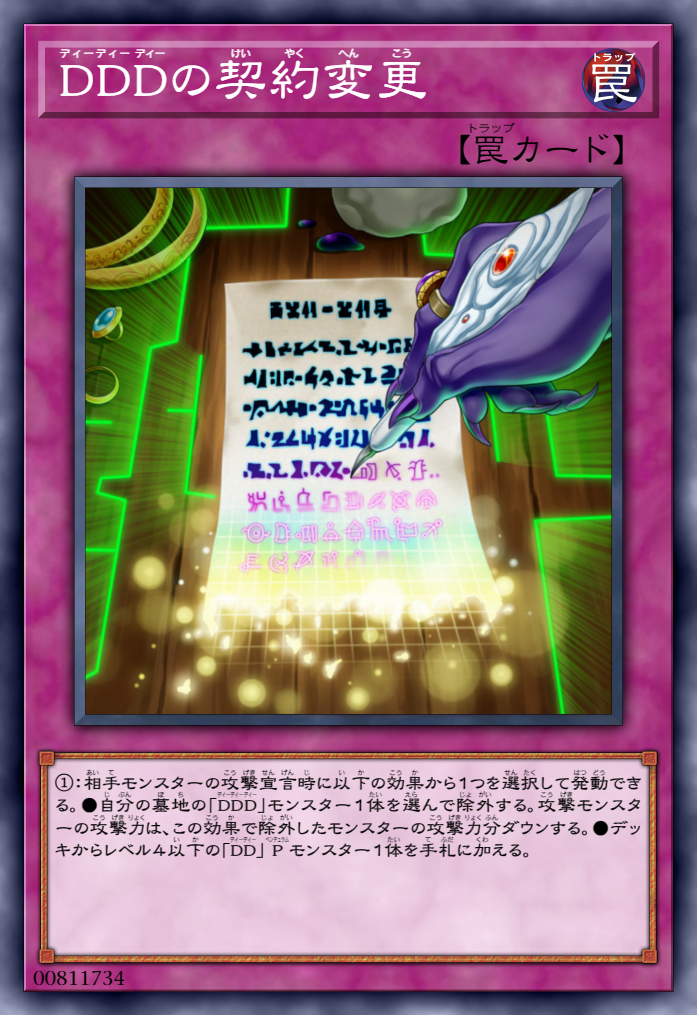 DDDの契約変更
罠
【罠カード】
①:相手モンスターの攻撃宣言時に以下の効果から1つを選択して発動でき
る。●自分の墓地の「DDD」モンスター1体を選んで除外する。攻撃モンスタ
ーの攻撃力は、この効果で除外したモンスターの攻撃力分ダウンする。●デッ
キからレベル4以下の「DD」Pモンスター1体を手札に加える。
00811734